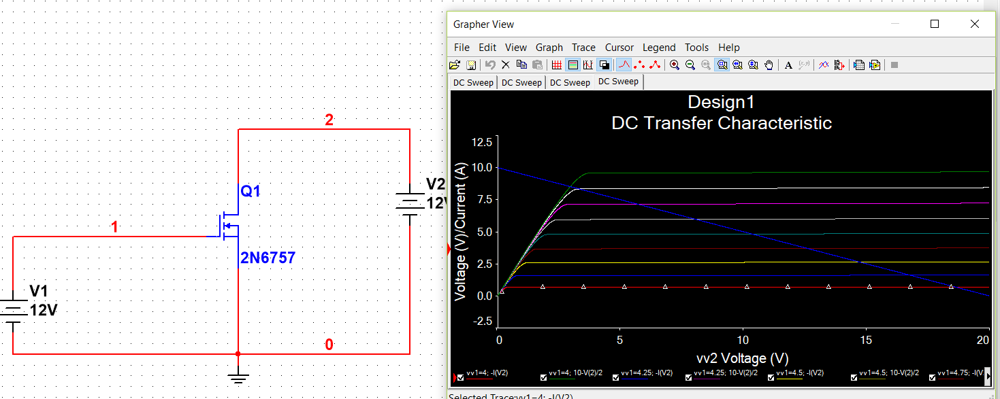 2
Q1
V2
12V
1
2N6757
V1
12V
0
Grapher View
File Edit View Graph Trace Cursor Legend Tools Help
A
DC Sweep DC Sweep DC Sweep DC Sweep
Design1
DC Transfer Characteristic
Voltage (V)/Current (A)
12.5
10.0
7.5
5.0
2.5
0.0
-2.5
0 5 10 15 20
vv2 Voltage (V)
vv1=4; -I(V2) vv1=4; 10-V(2)/2 vv1=4.25; -I(V2) vv1=4.25; 10-V(2)/2 vv1=4.5; -I(V2) vv1=4.5; 10-V(2)/2 vv1=4.75; -I(V
Selected Trace:vv1=4; -I(V2)